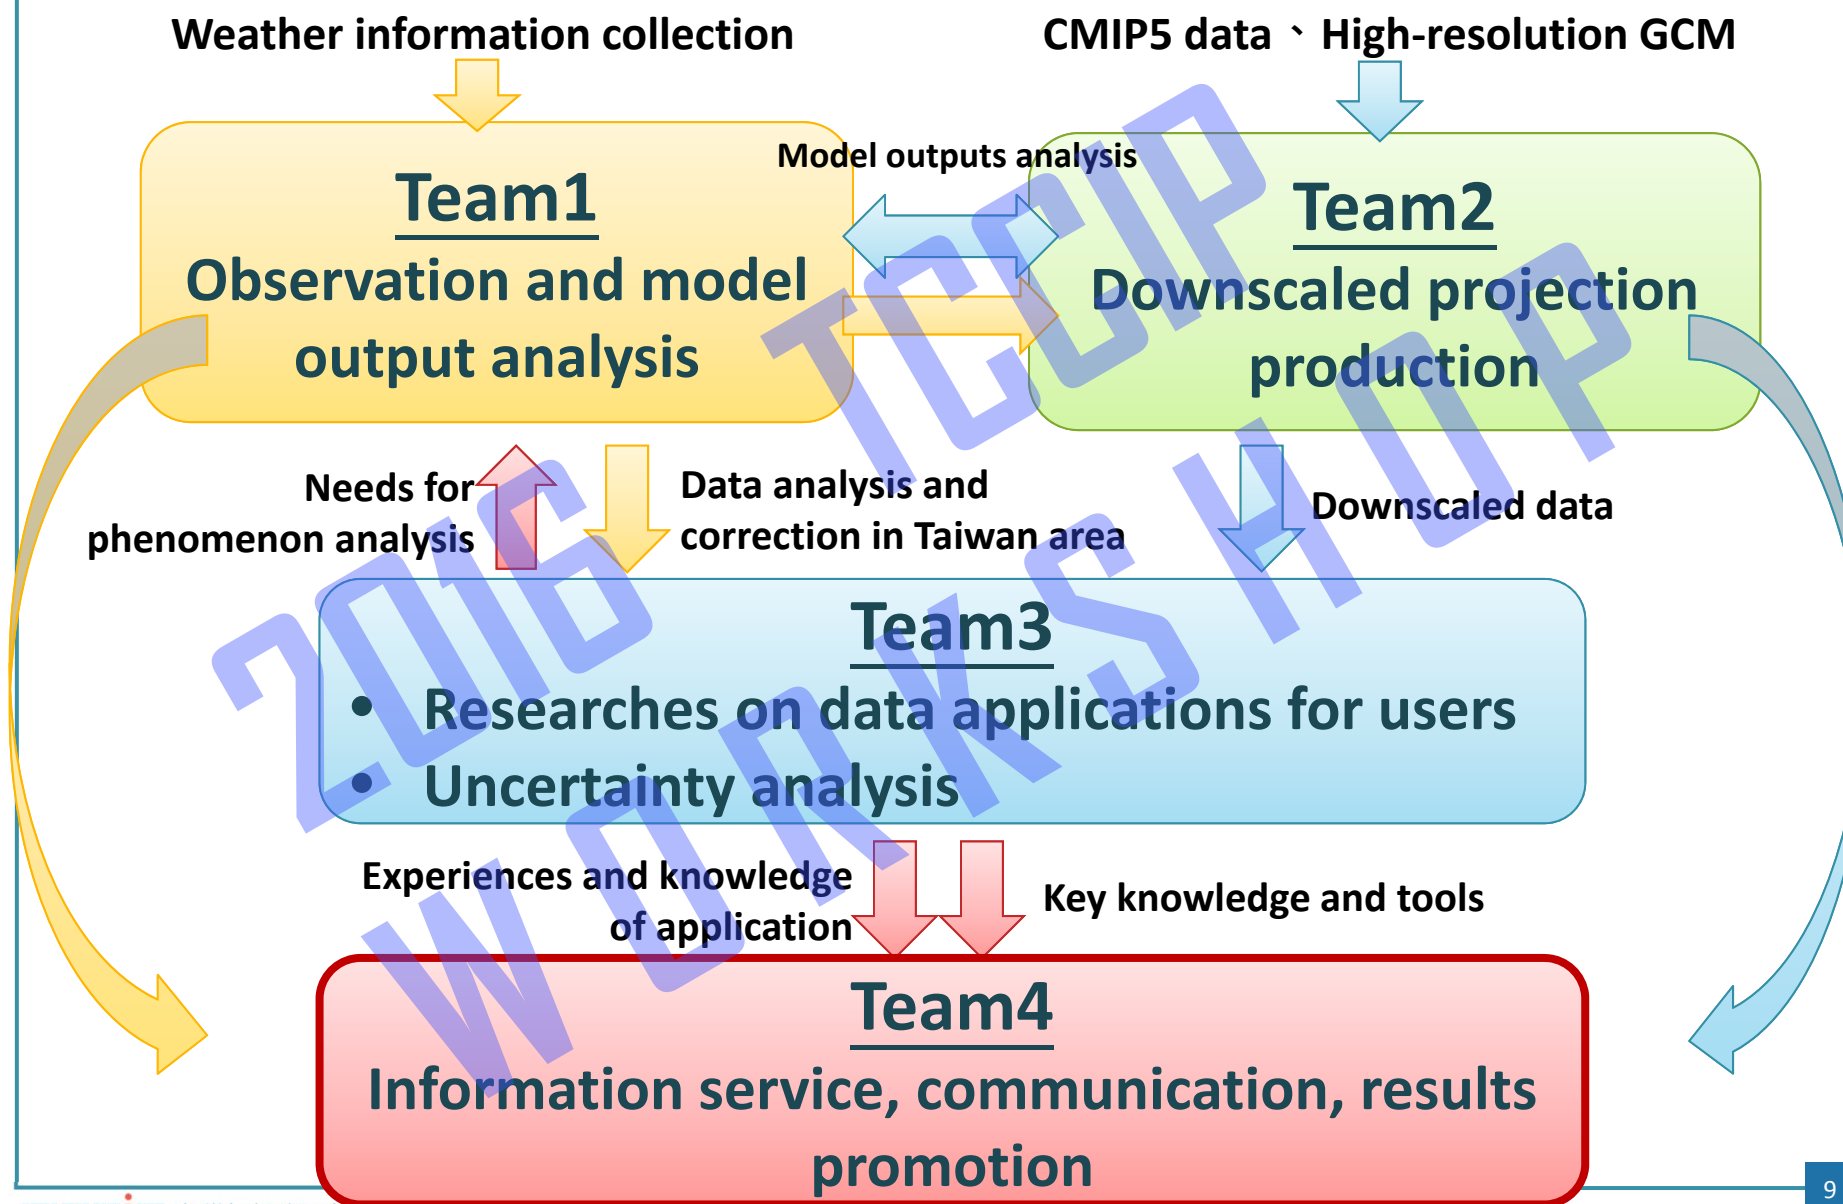 Weather information collection
CMIP5 data、High-resolution GCM
Model outputs analysis
Team1
Observation and model
output analysis
Team2
Downscaled projection
production
Needs for
phenomenon analysis
Data analysis and
correction in Taiwan area
Downscaled data
Team3
• Researches on data applications for users
• Uncertainty analysis
Experiences and knowledge
of application
Key knowledge and tools
Team4
Information service, communication, results
promotion
2016 TCCIP
WORKSHOP
9